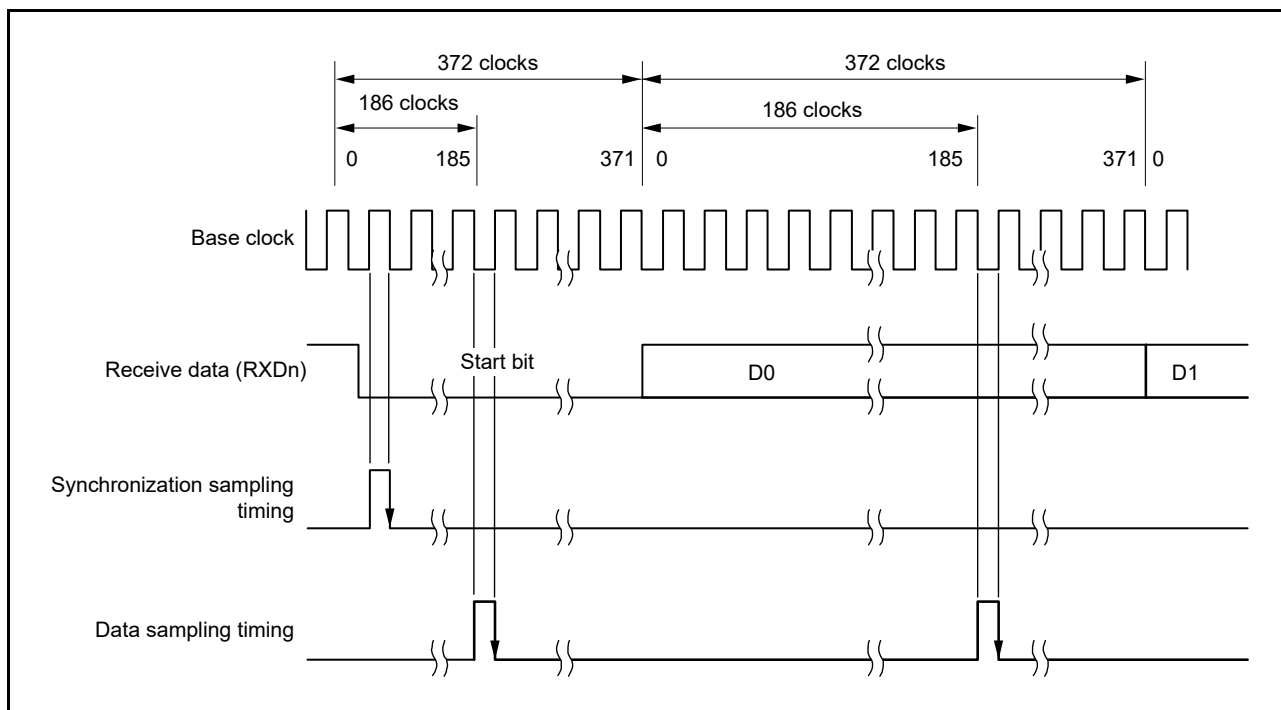 372 clocks 372 clocks
186 clocks 186 clocks
0 185 371 0 185 371 0
Base clock
Receive data (RXDn) Start bit D0 D1
Synchronization sampling
timing
Data sampling timing